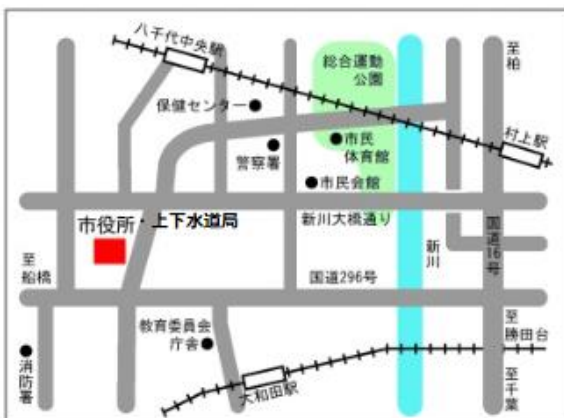 八千代中央駅
総合運動
公園
至
柏
保健センター
市民
体育館
村上駅
警察署
市民会館
新川大橋通り
市役所・上下水道局
国道16号
新川
至
船橋
国道296号
教育委員会
庁舎
至
勝田台
消防署
大和田駅
至
千葉